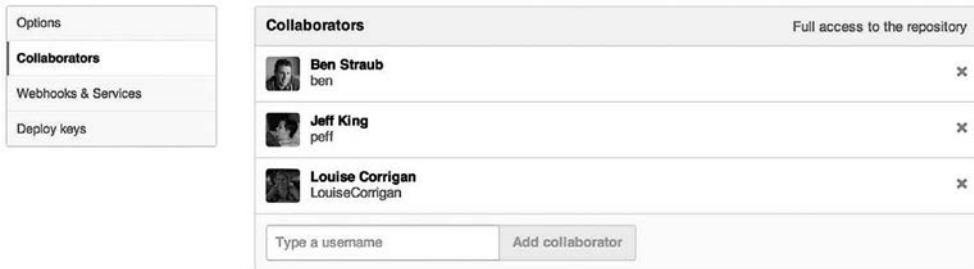 Options
Collaborators
Webhooks & Services
Deploy keys
Collaborators
Full access to the repository
Ben Straub
ben
Jeff King
peff
Louise Corrigan
LouiseCorrigan
Type a username
Add collaborator